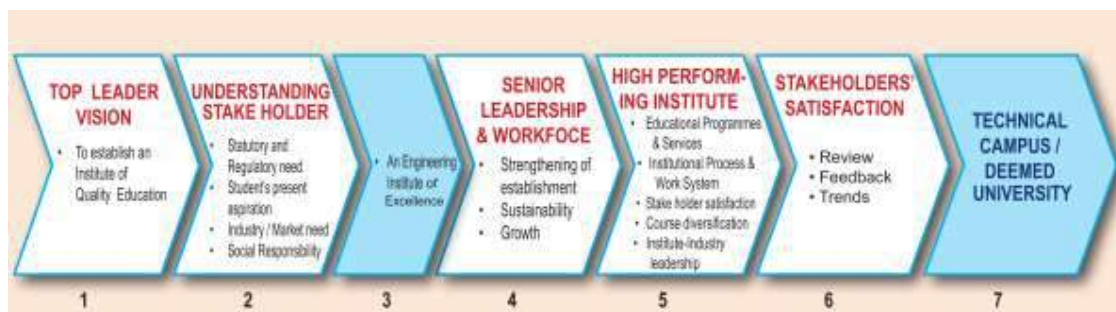 TOP LEADER
VISION
• To establish an
Institute of
Quality Education
UNDERSTANDING
STAKE HOLDER
• Statutory and
Regulatory need
• Student's present
aspiration
• Industry / Market need
• Social Responsibility
• An Engineering
Institute of
Excellence
SENIOR
LEADERSHIP
& WORKFOCE
• Strengthening of
establishment
• Sustainability
• Growth
HIGH PERFORM-
ING INSTITUTE
• Educational Programmes
& Services
• Institutional Process &
Work System
• Stake holder satisfaction
• Course diversification
• Institute-Industry
leadership
STAKEHOLDERS'
SATISFACTION
• Review
• Feedback
• Trends
TECHNICAL
CAMPUS /
DEEMED
UNIVERSITY
1 2 3 4 5 6 7